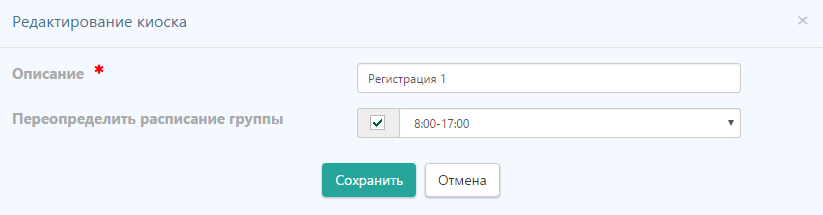 Редактирование киоска ×
Описание *
Регистрация 1
Переопределить расписание группы
8:00-17:00
Сохранить Отмена